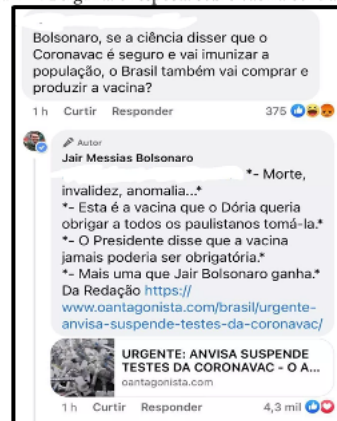 Bolsonaro, se a ciência disser que o
Coronavac é seguro e vai imunizar a
população, o Brasil também vai comprar e
produzir a vacina?
1 h Curtir Responder 375
Autor
Jair Messias Bolsonaro
*- Morte,
invalidez, anomalia...*
*- Esta é a vacina que o Dória queria
obrigar a todos os paulistanos tomá-la.*
*- O Presidente disse que a vacina
jamais poderia ser obrigatória.*
*- Mais uma que Jair Bolsonaro ganha.*
Da Redação https://
www.oantagonista.com/brasil/urgente-
anvisa-suspende-testes-da-coronavac/
URGENTE: ANVISA SUSPENDE
TESTES DA CORONAVAC - O A...
oantagonista.com
1 h Curtir Responder 4,3 mil